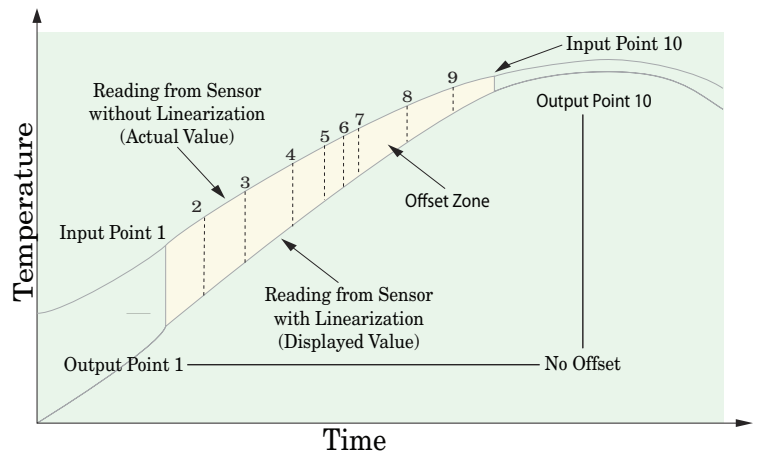 Input Point 10
9
Reading from Sensor
without Linearization
(Actual Value)
Output Point 10
8
7
6
5
4
3
Offset Zone
2
Input Point 1
Temperature
Reading from Sensor
with Linearization
(Displayed Value)
Output Point 1
No Offset
Time